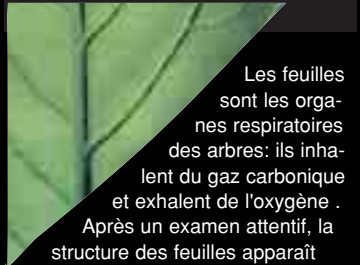 Les feuilles
sont les orga-
nes respiratoires
des arbres: ils inha-
lent du gaz carbonique
et exhalent de l'oxygène .
Après un examen attentif, la
structure des feuilles apparaît